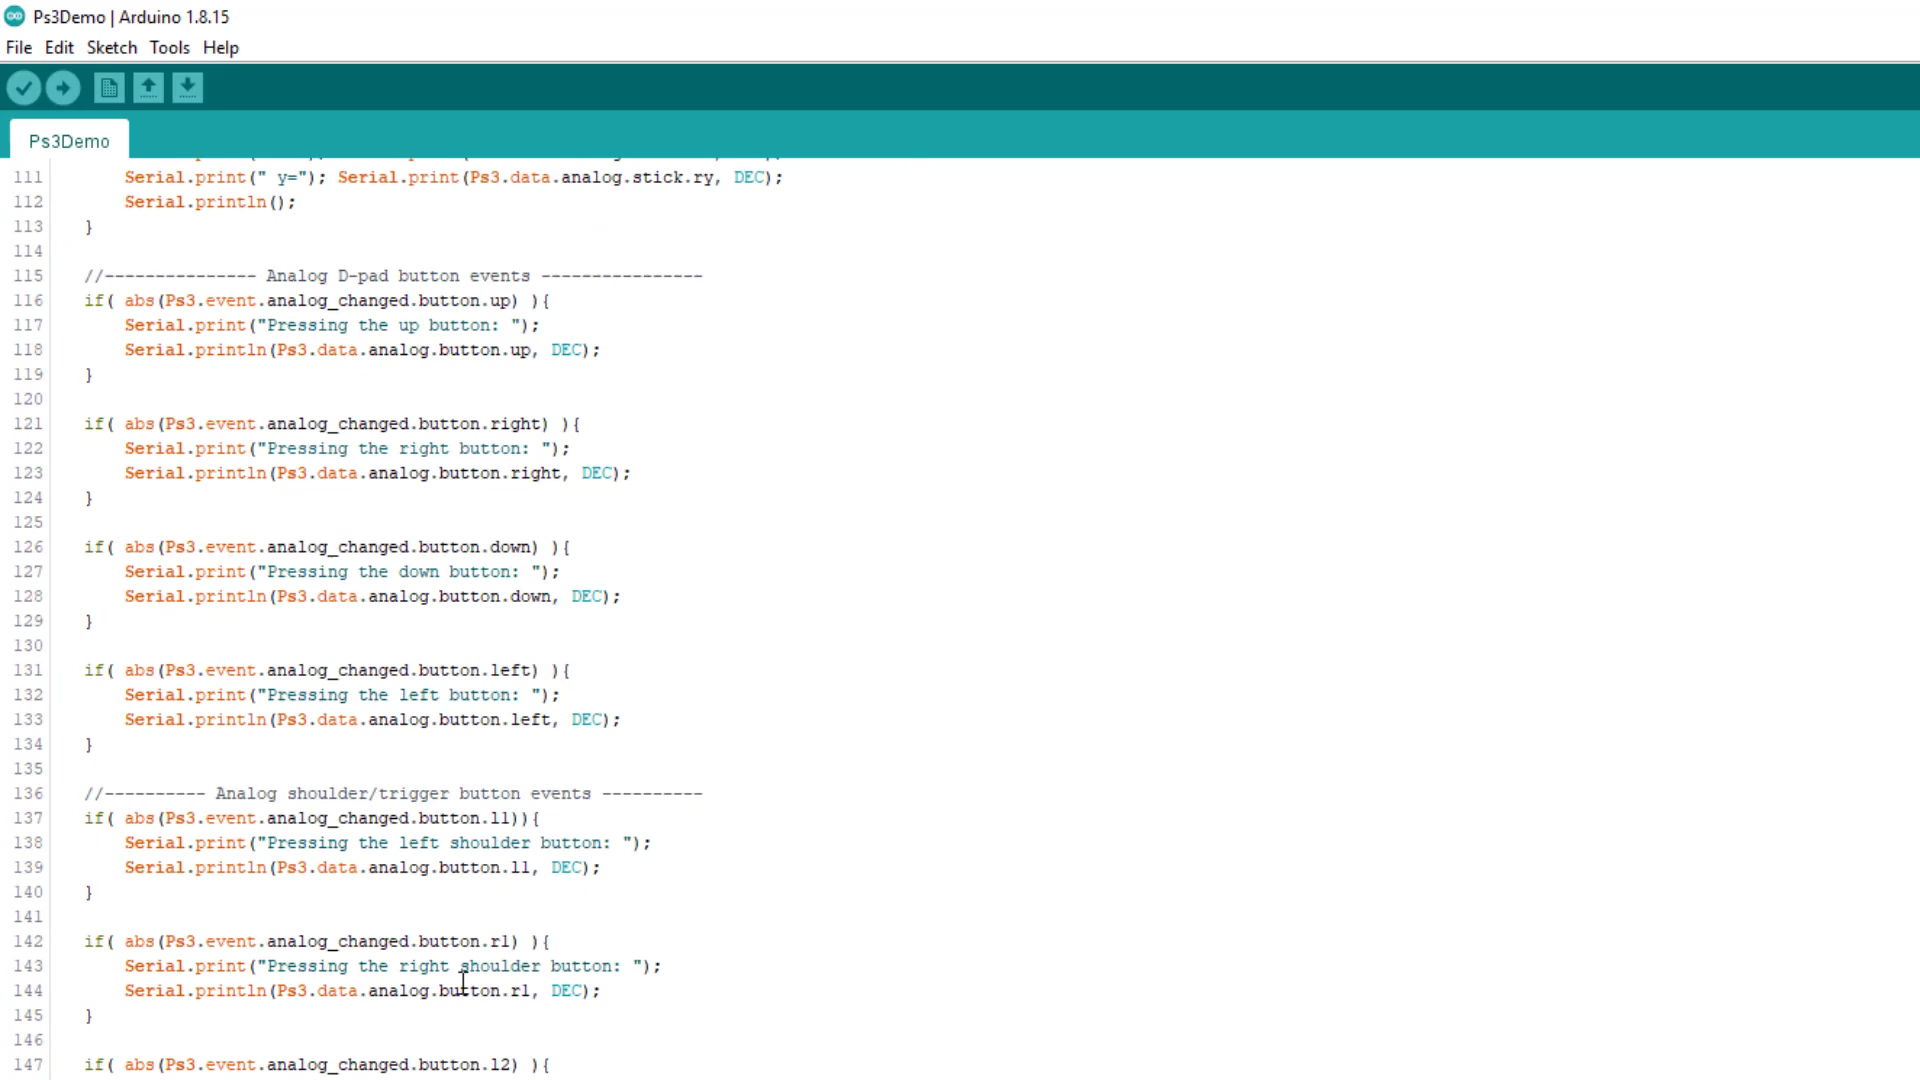 Ps3Demo | Arduino 1.8.15
File Edit Sketch Tools Help
Ps3Demo
111 Serial.print(" y="); Serial.print(Ps3.data.analog.stick.ry, DEC);
112 Serial.println();
113 }
114
115 //--------------- Analog D-pad button events ----------------
116 if( abs(Ps3.event.analog_changed.button.up) ){
117 Serial.print("Pressing the up button: ");
118 Serial.println(Ps3.data.analog.button.up, DEC);
119 }
120
121 if( abs(Ps3.event.analog_changed.button.right) ){
122 Serial.print("Pressing the right button: ");
123 Serial.println(Ps3.data.analog.button.right, DEC);
124 }
125
126 if( abs(Ps3.event.analog_changed.button.down) ){
127 Serial.print("Pressing the down button: ");
128 Serial.println(Ps3.data.analog.button.down, DEC);
129 }
130
131 if( abs(Ps3.event.analog_changed.button.left) ){
132 Serial.print("Pressing the left button: ");
133 Serial.println(Ps3.data.analog.button.left, DEC);
134 }
135
136 //---------- Analog shoulder/trigger button events ----------
137 if( abs(Ps3.event.analog_changed.button.l1)){
138 Serial.print("Pressing the left shoulder button: ");
139 Serial.println(Ps3.data.analog.button.l1, DEC);
140 }
141
142 if( abs(Ps3.event.analog_changed.button.r1) ){
143 Serial.print("Pressing the right shoulder button: ");
144 Serial.println(Ps3.data.analog.button.r1, DEC);
145 }
146
147 if( abs(Ps3.event.analog_changed.button.l2) ){